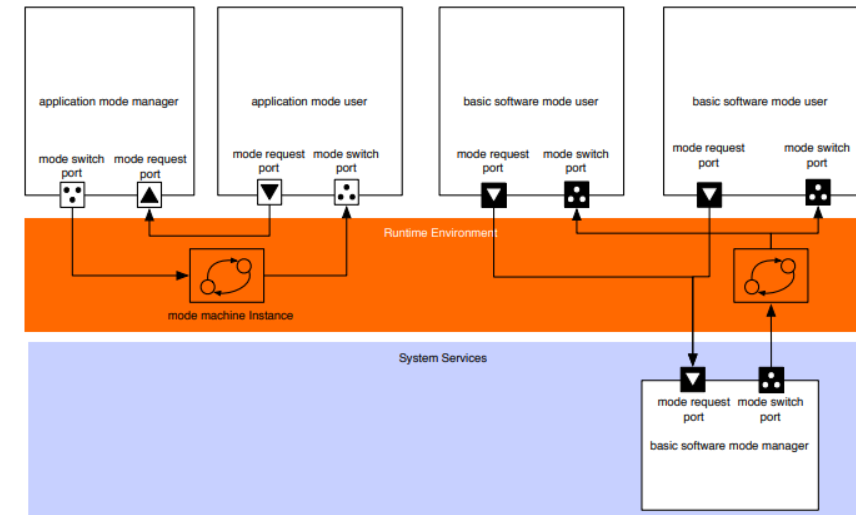 application mode manager
application mode user
basic software mode user
basic software mode user
mode switch
port
mode request
port
mode request
port
mode switch
port
mode request
port
mode switch
port
mode request
port
mode switch
port
Runtime Environment
mode machine Instance
System Services
mode request
port
mode switch
port
basic software mode manager